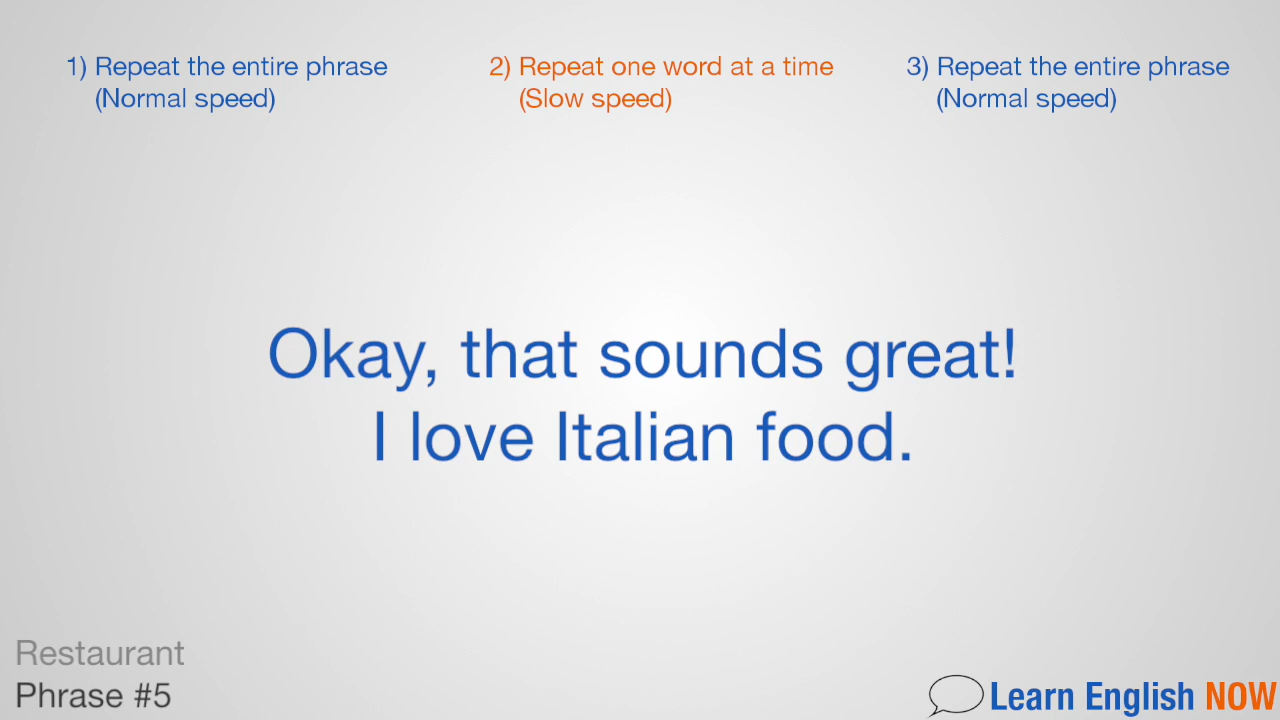 1) Repeat the entire phrase
(Normal speed)
2) Repeat one word at a time
(Slow speed)
3) Repeat the entire phrase
(Normal speed)
Okay, that sounds great!
I love Italian food.
Restaurant
Phrase #5
Learn English NOW